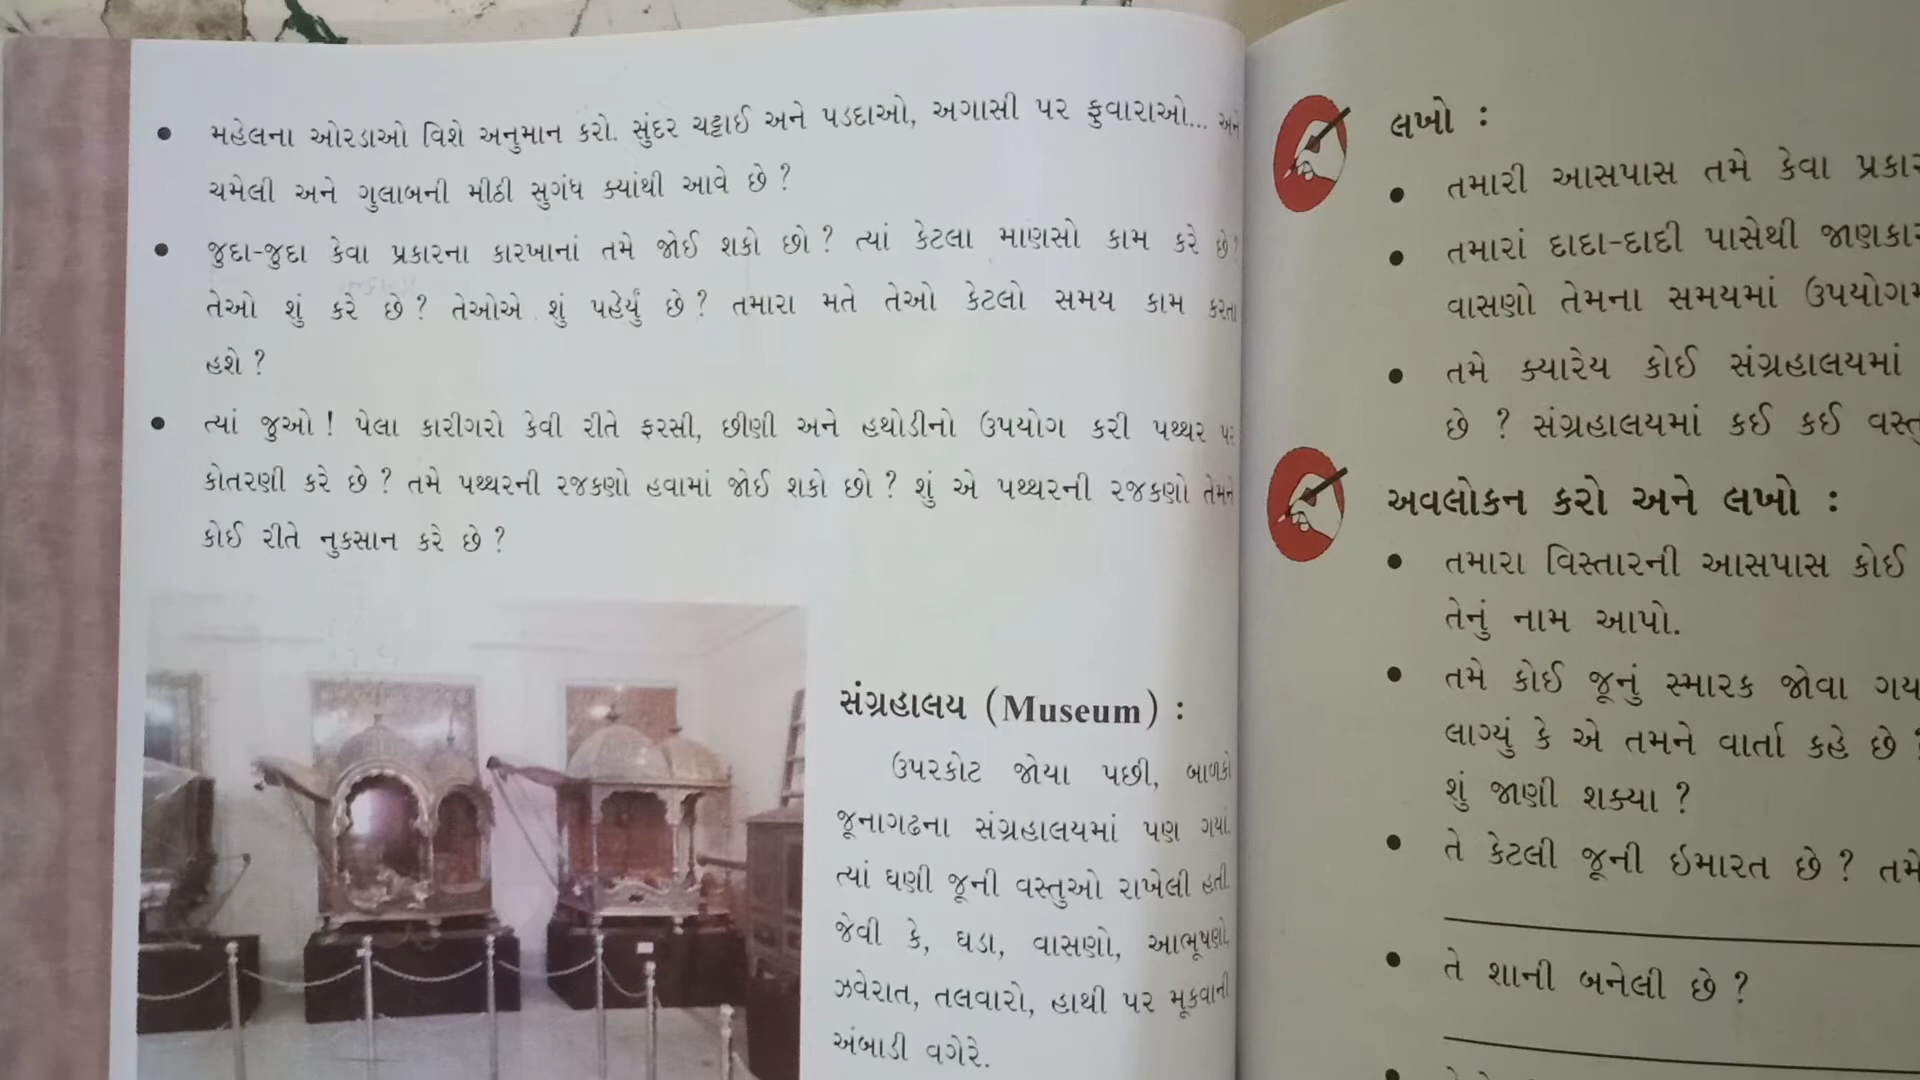 મહેલના ઓરડાઓ વિશે અનુમાન કરો. સુંદર ચટ્ટાઈ અને પડદાઓ, અગાસી પર ફુવારાઓ... અને
ચમેલી અને ગુલાબની મીઠી સુગંધ ક્યાંથી આવે છે ?
જુદા-જુદા કેવા પ્રકારના કારખાનાં તમે જોઈ શકો છો ? ત્યાં કેટલા માણસો કામ કરે છે ?
તેઓ શું કરે છે ? તેઓએ શું પહેર્યું છે ? તમારા મતે તેઓ કેટલો સમય કામ કરતા
હશે ?
ત્યાં જુઓ ! પેલા કારીગરો કેવી રીતે ફરસી, છીણી અને હથોડીનો ઉપયોગ કરી પથ્થર પર
કોતરણી કરે છે ? તમે પથ્થરની રજકણો હવામાં જોઈ શકો છો ? શું એ પથ્થરની રજકણો તેમને
કોઈ રીતે નુકસાન કરે છે ?
સંગ્રહાલય (Museum) :
ઉપરકોટ જોયા પછી, બાળકો
જૂનાગઢના સંગ્રહાલયમાં પણ ગયાં.
ત્યાં ઘણી જૂની વસ્તુઓ રાખેલી હતી.
જેવી કે, ઘડા, વાસણો, આભૂષણો,
ઝવેરાત, તલવારો, હાથી પર મૂકવાની
અંબાડી વગેરે.
લખો :
તમારી આસપાસ તમે કેવા
તમારાં દાદા-દાદી પાસેથી
વાસણો તેમના સમયમાં
તમે ક્યારેય કોઈ સંગ્રહાલયમાં
છે ? સંગ્રહાલયમાં કઈ કઈ
અવલોકન કરો અને લખો :
તમારા વિસ્તારની આસપાસ કોઈ
તેનું નામ આપો.
તમે કોઈ જૂનું સ્મારક જોવા
લાગ્યું કે એ તમને વાર્તા કહે છે ?
શું જાણી શક્યા ?
તે કેટલી જૂની ઇમારત છે ? તમે
તે શાની બનેલી છે ?